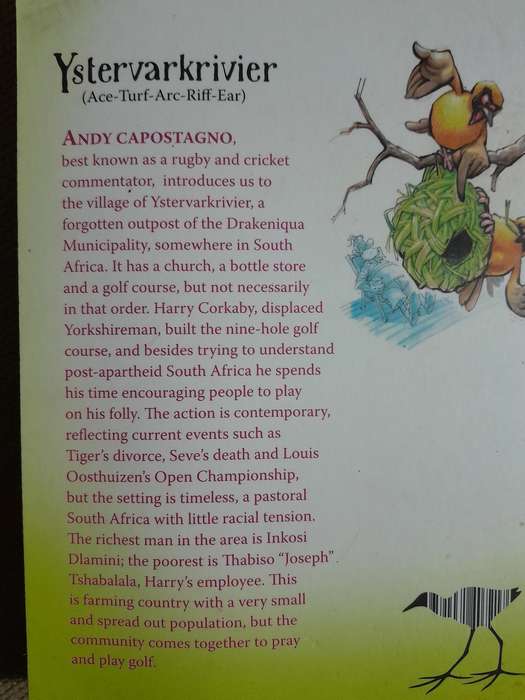 Ystervarkrivier
(Ace-Turf-Arc-Riff-Ear)
ANDY CAPOSTAGNO,
best known as a rugby and cricket
commentator, introduces us to
the village of Ystervarkrivier, a
forgotten outpost of the Drakeniqua
Municipality, somewhere in South
Africa. It has a church, a bottle store
and a golf course, but not necessarily
in that order. Harry Corkaby, displaced
Yorkshireman, built the nine-hole golf
course, and besides trying to understand
post-apartheid South Africa he spends
his time encouraging people to play
on his folly. The action is contemporary,
reflecting current events such as
Tiger's divorce, Seve's death and Louis
Oosthuizen's Open Championship,
but the setting is timeless, a pastoral
South Africa with little racial tension.
The richest man in the area is Inkosi
Dlamini; the poorest is Thabiso "Joseph"
Tshabalala, Harry's employee. This
is farming country with a very small
and spread out population, but the
community comes together to pray
and play golf.